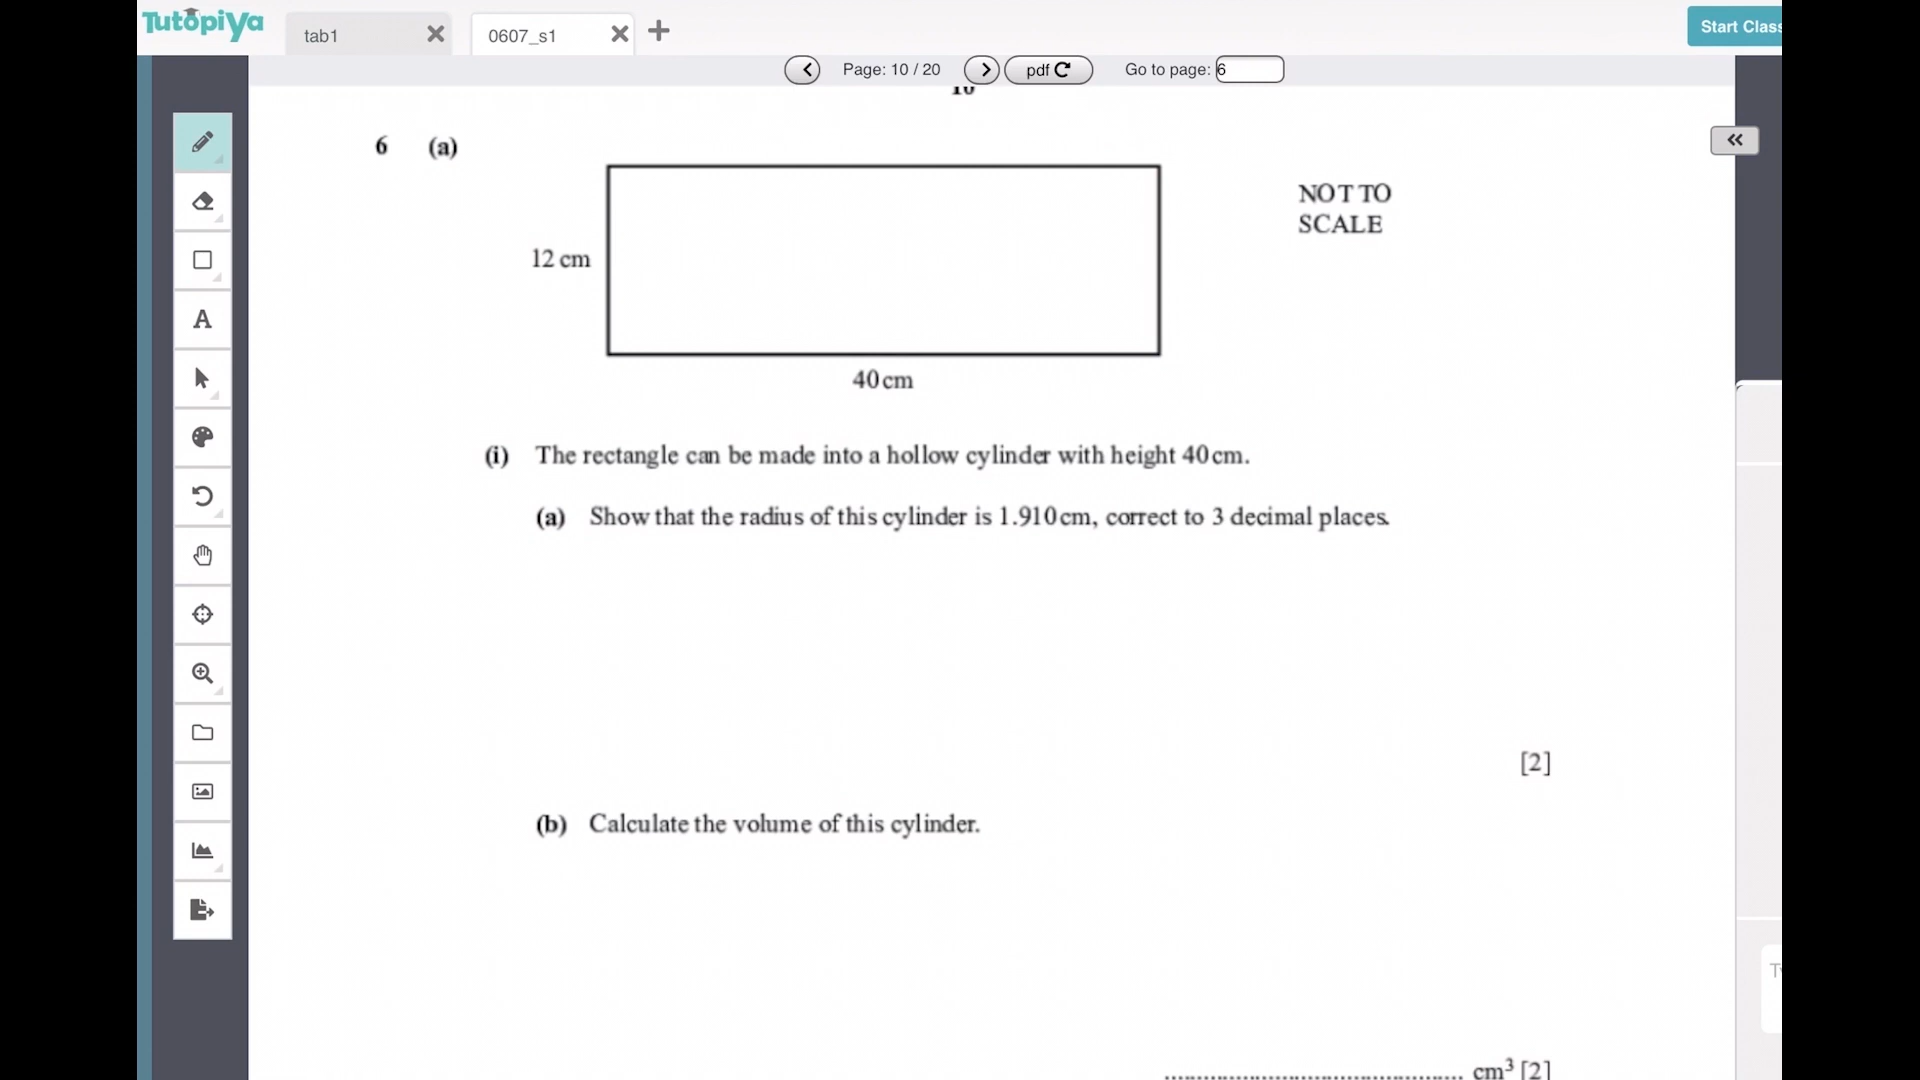 Tutopiya
tab1
0607_s1
Start Clas
Page: 10 / 20
pdf
Go to page: 6
10
6 (a)
NOT TO
SCALE
12 cm
40 cm
(i) The rectangle can be made into a hollow cylinder with height 40 cm.
(a) Show that the radius of this cylinder is 1.910 cm, correct to 3 decimal places.
[2]
(b) Calculate the volume of this cylinder.
.............................................. cm³ [2]